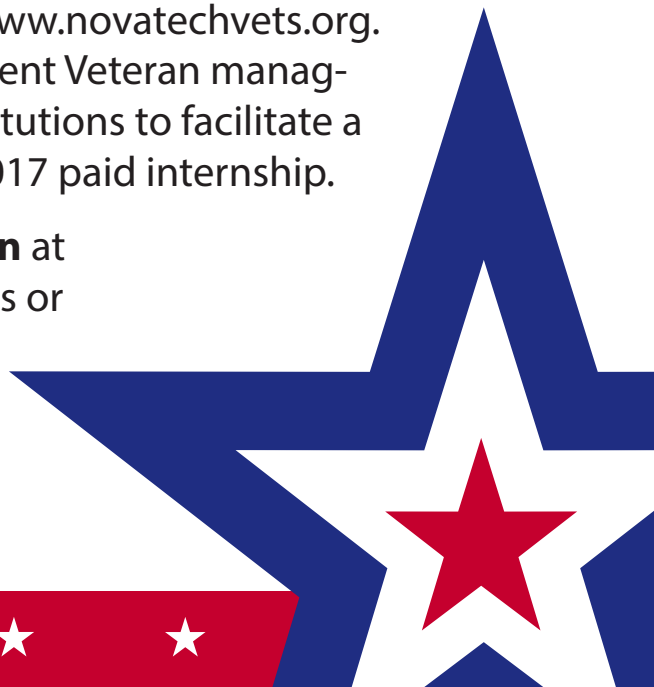 ww.novatechvets.org.
ent Veteran manag-
tutions to facilitate a
017 paid internship.
n at
s or